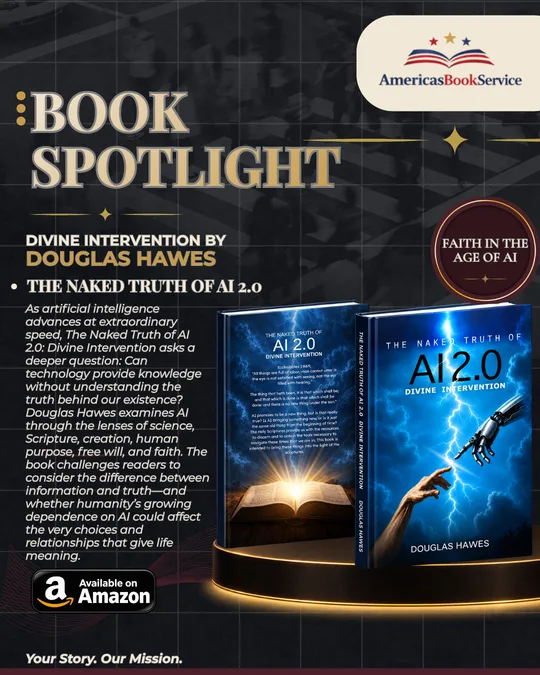 AmericasBookService
BOOK
SPOTLIGHT
DIVINE INTERVENTION BY
DOUGLAS HAWES
• THE NAKED TRUTH OF AI 2.0
FAITH IN THE
AGE OF AI
As artificial intelligence
advances at extraordinary
speed, The Naked Truth of AI
2.0: Divine Intervention asks a
deeper question: Can
technology provide knowledge
without understanding the
truth behind our existence?
Douglas Hawes examines AI
through the lenses of science,
Scripture, creation, human
purpose, free will, and faith. The
book challenges readers to
consider the difference between
information and truth—and
whether humanity's growing
dependence on AI could affect
the very choices and
relationships that give life
meaning.
THE NAKED TRUTH OF
AI 2.0
DIVINE INTERVENTION
Ecclesiastes
THE NAKED TRUTH OF AI 2.0 DIVINE INTERVENTION DOUGLAS HAWES
THE NAKED TRUTH OF
AI 2.0
DIVINE INTERVENTION
DOUGLAS HAWES
a Available on
Amazon
Your Story. Our Mission.